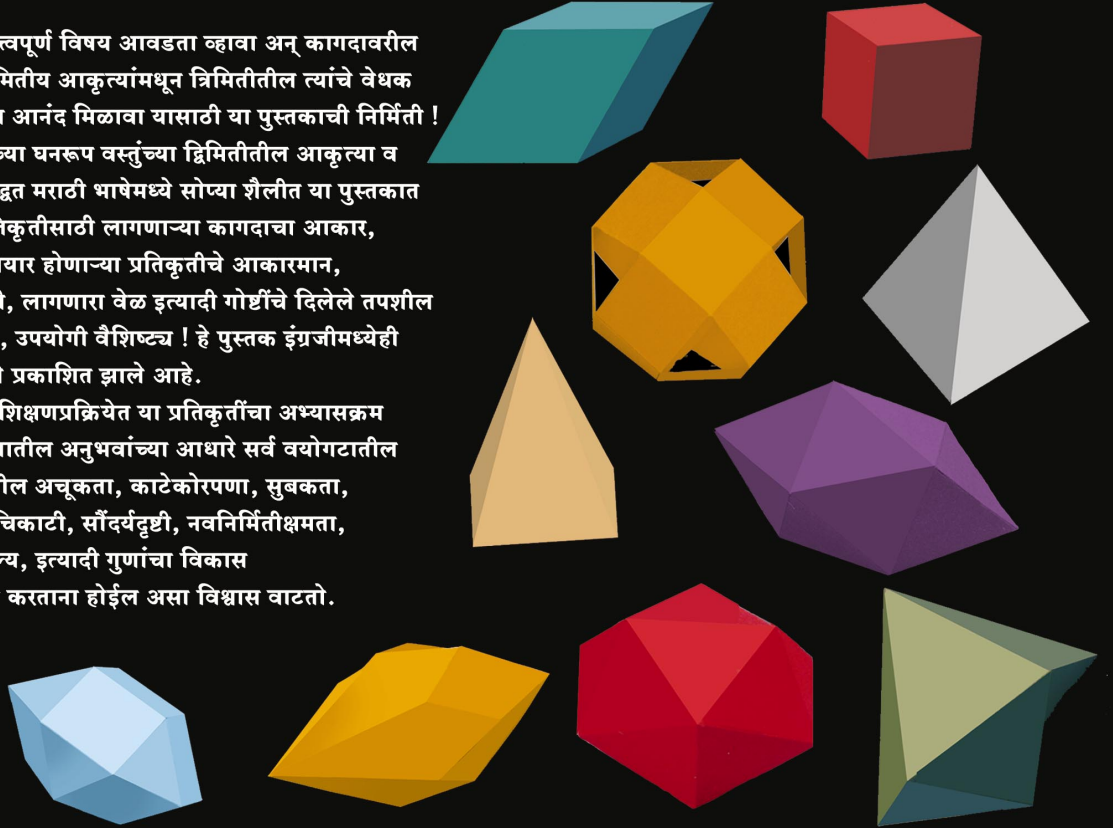 विषय आवडता व्हावा अन् कागदावरील
आकृत्यांमधून त्रिमितीतील त्यांचे वेधक
आनंद मिळावा यासाठी या पुस्तकाची निर्मिती !
घनरूप वस्तुंच्या द्विमितीतील आकृत्या व
मराठी भाषेमध्ये सोप्या शैलीत या पुस्तकात
लागणाऱ्या कागदाचा आकार,
होणाऱ्या प्रतिकृतीचे आकारमान,
लागणारा वेळ इत्यादी गोष्टींचे दिलेले तपशील
, उपयोगी वैशिष्ट्य ! हे पुस्तक इंग्रजीमध्येही
प्रकाशित झाले आहे.
शिक्षणप्रक्रियेत या प्रतिकृतींचा अभ्यासक्रम
अनुभवांच्या आधारे सर्व वयोगटातील
अचूकता, काटेकोरपणा, सुबकता,
चिकाटी, सौंदर्यदृष्टी, नवनिर्मितीक्षमता,
इत्यादी गुणांचा विकास
करताना होईल असा विश्वास वाटतो.